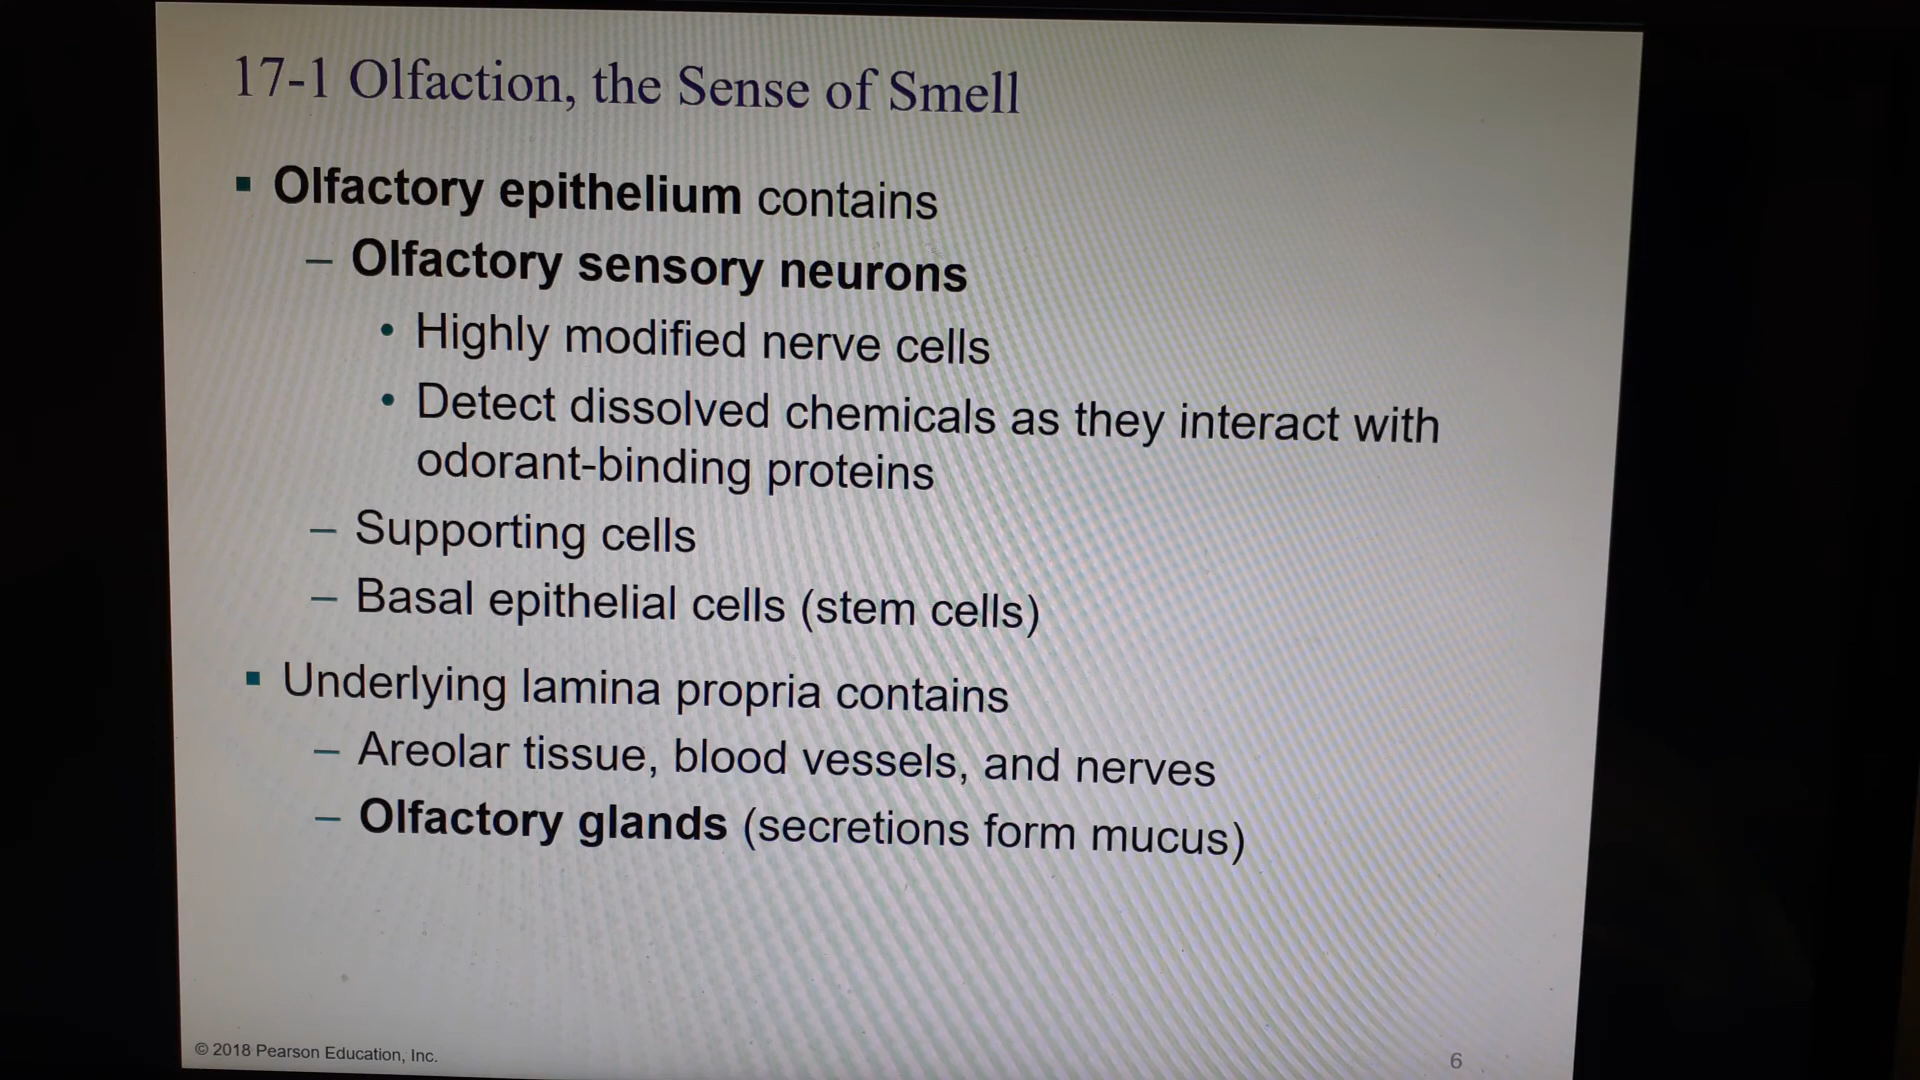 17-1 Olfaction, the Sense of Smell
▪ Olfactory epithelium contains
– Olfactory sensory neurons
• Highly modified nerve cells
• Detect dissolved chemicals as they interact with
odorant-binding proteins
– Supporting cells
– Basal epithelial cells (stem cells)
▪ Underlying lamina propria contains
– Areolar tissue, blood vessels, and nerves
– Olfactory glands (secretions form mucus)
© 2018 Pearson Education, Inc.
6